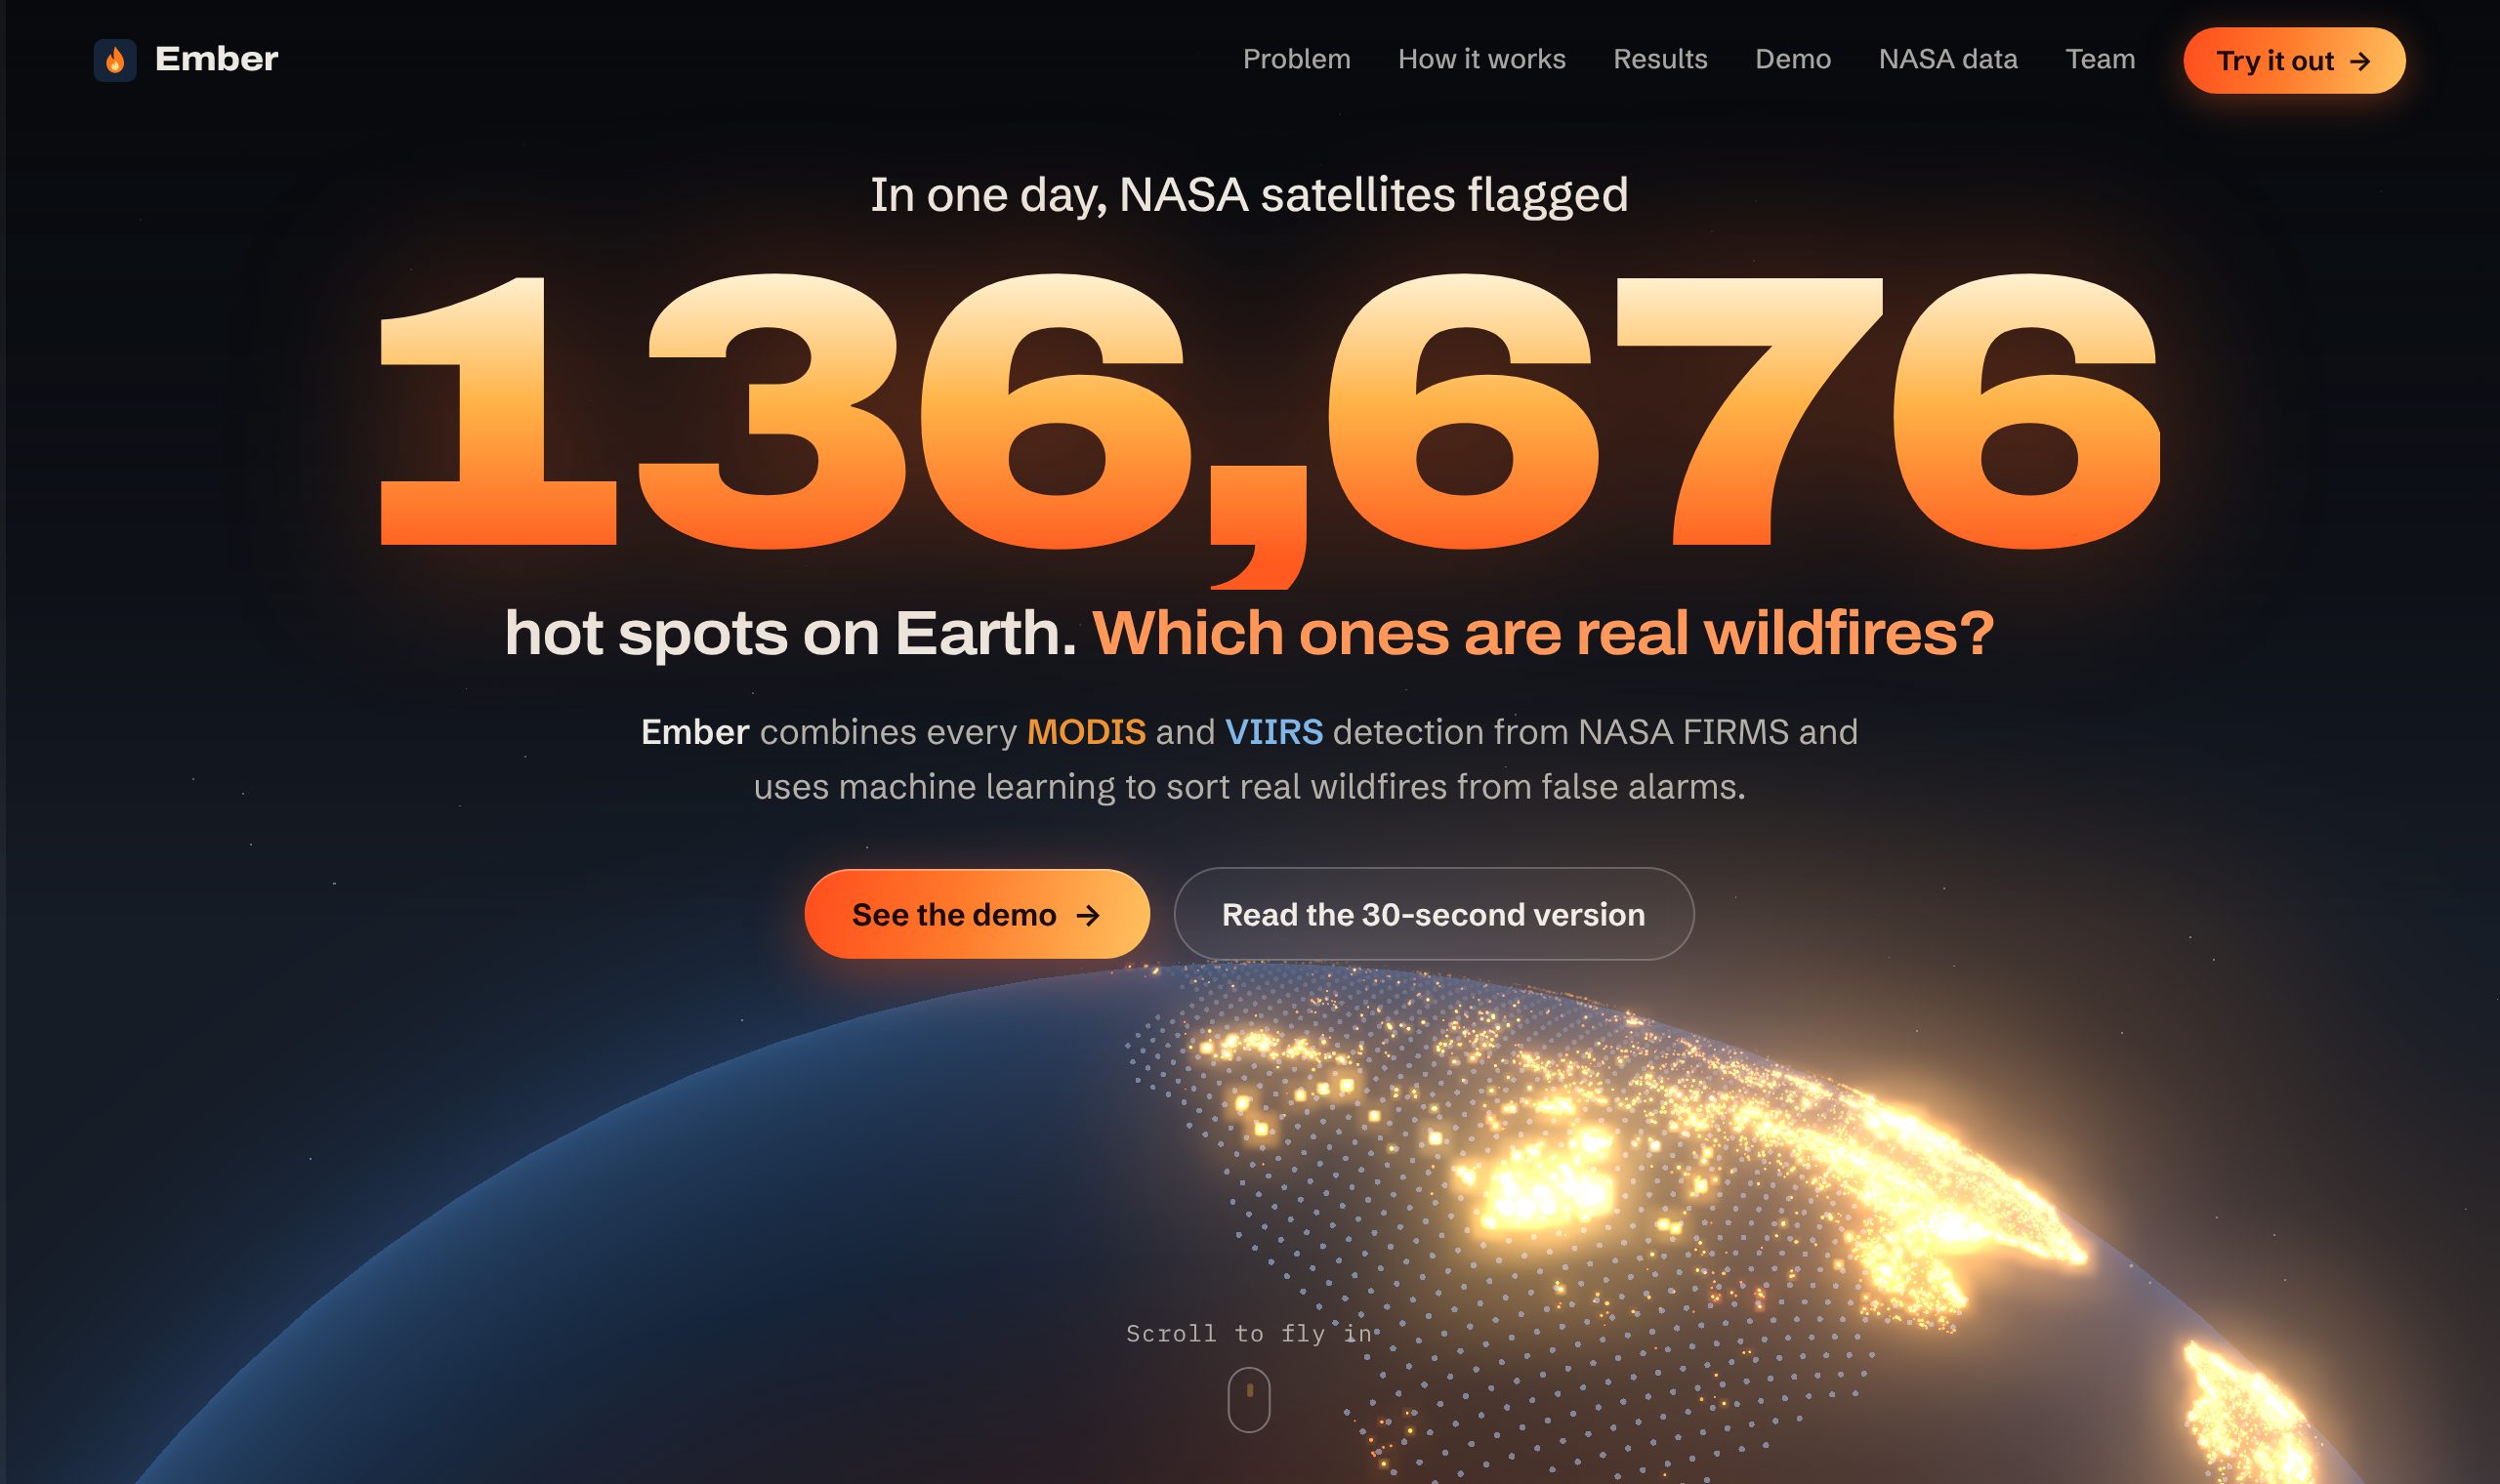 Ember
Problem How it works Results Demo NASA data Team Try it out →
In one day, NASA satellites flagged
136,676
hot spots on Earth. Which ones are real wildfires?
Ember combines every MODIS and VIIRS detection from NASA FIRMS and
uses machine learning to sort real wildfires from false alarms.
See the demo → Read the 30-second version
Scroll to fly in